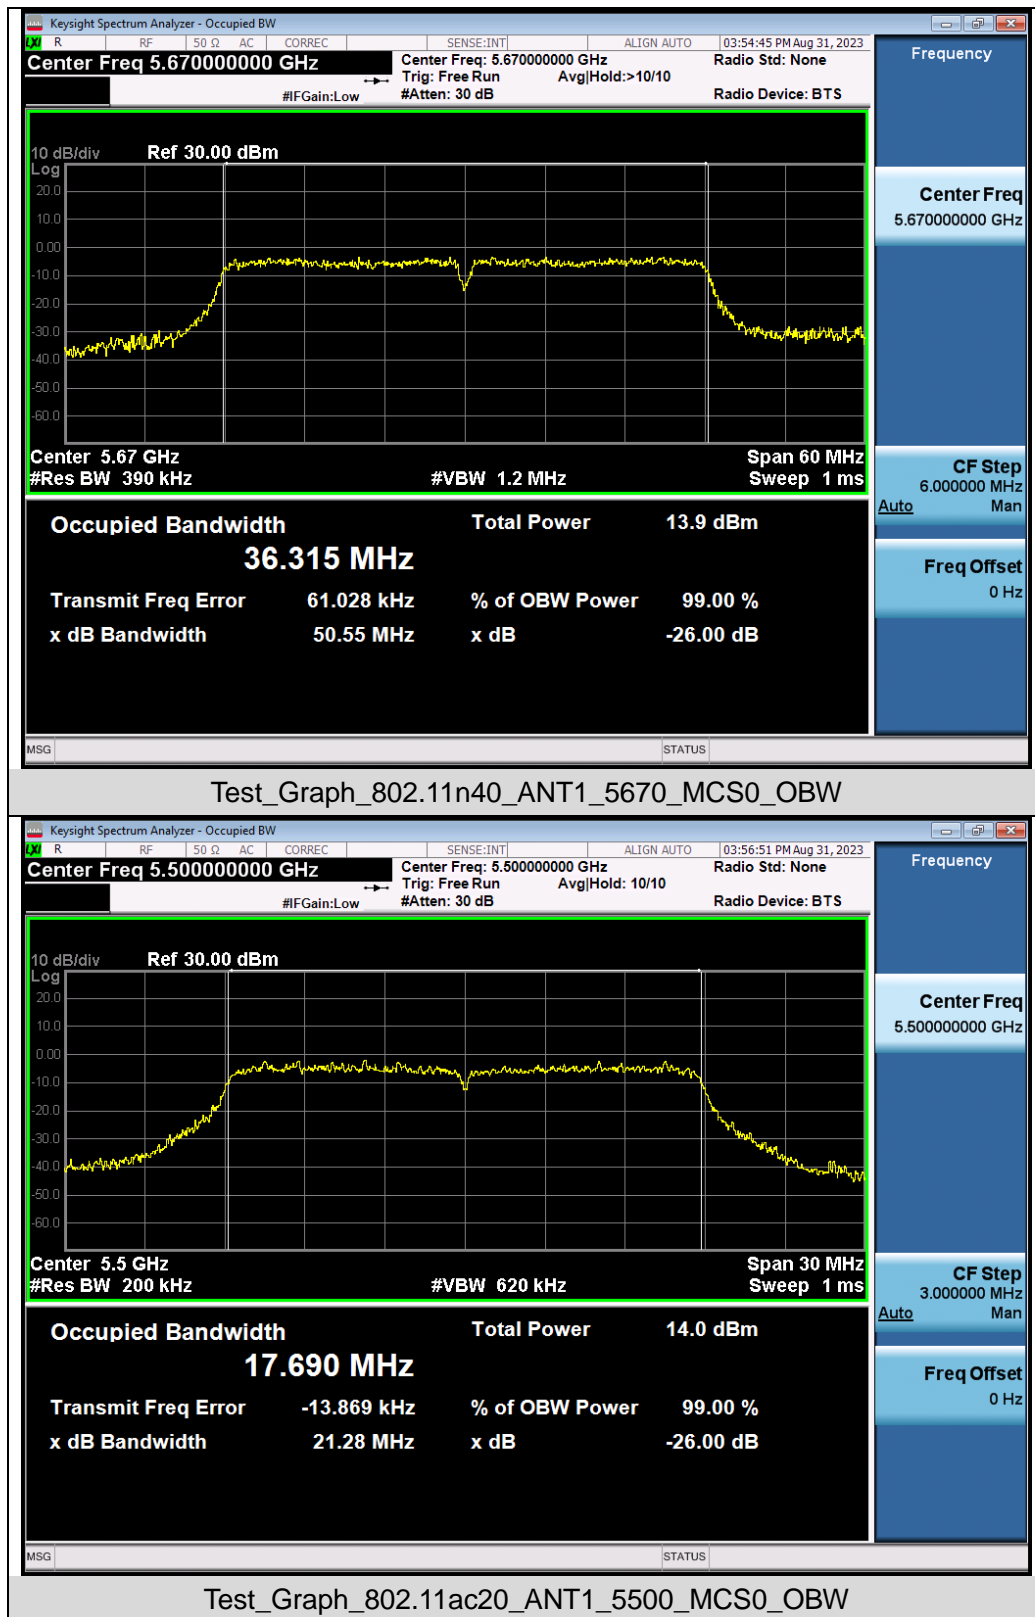 Keysight Spectrum Analyzer - Occupied BW
LXI R RF 50 Ω AC CORREC SENSE:INT ALIGN AUTO 03:54:45 PM Aug 31, 2023
Center Freq 5.670000000 GHz
Center Freq: 5.670000000 GHz Radio Std: None
Trig: Free Run Avg|Hold:>10/10
#IFGain:Low #Atten: 30 dB Radio Device: BTS
Frequency
10 dB/div Ref 30.00 dBm
Log
20.0
10.0
0.00
-10.0
-20.0
-30.0
-40.0
-50.0
-60.0
Center 5.67 GHz Span 60 MHz
#Res BW 390 kHz #VBW 1.2 MHz Sweep 1 ms
Center Freq
5.670000000 GHz
CF Step
6.000000 MHz
Auto Man
Freq Offset
0 Hz
Occupied Bandwidth Total Power 13.9 dBm
36.315 MHz
Transmit Freq Error 61.028 kHz % of OBW Power 99.00 %
x dB Bandwidth 50.55 MHz x dB -26.00 dB
MSG STATUS
Test_Graph_802.11n40_ANT1_5670_MCS0_OBW
Keysight Spectrum Analyzer - Occupied BW
LXI R RF 50 Ω AC CORREC SENSE:INT ALIGN AUTO 03:56:51 PM Aug 31, 2023
Center Freq 5.500000000 GHz
Center Freq: 5.500000000 GHz Radio Std: None
Trig: Free Run Avg|Hold: 10/10
#IFGain:Low #Atten: 30 dB Radio Device: BTS
Frequency
10 dB/div Ref 30.00 dBm
Log
20.0
10.0
0.00
-10.0
-20.0
-30.0
-40.0
-50.0
-60.0
Center 5.5 GHz Span 30 MHz
#Res BW 200 kHz #VBW 620 kHz Sweep 1 ms
Center Freq
5.500000000 GHz
CF Step
3.000000 MHz
Auto Man
Freq Offset
0 Hz
Occupied Bandwidth Total Power 14.0 dBm
17.690 MHz
Transmit Freq Error -13.869 kHz % of OBW Power 99.00 %
x dB Bandwidth 21.28 MHz x dB -26.00 dB
MSG STATUS
Test_Graph_802.11ac20_ANT1_5500_MCS0_OBW